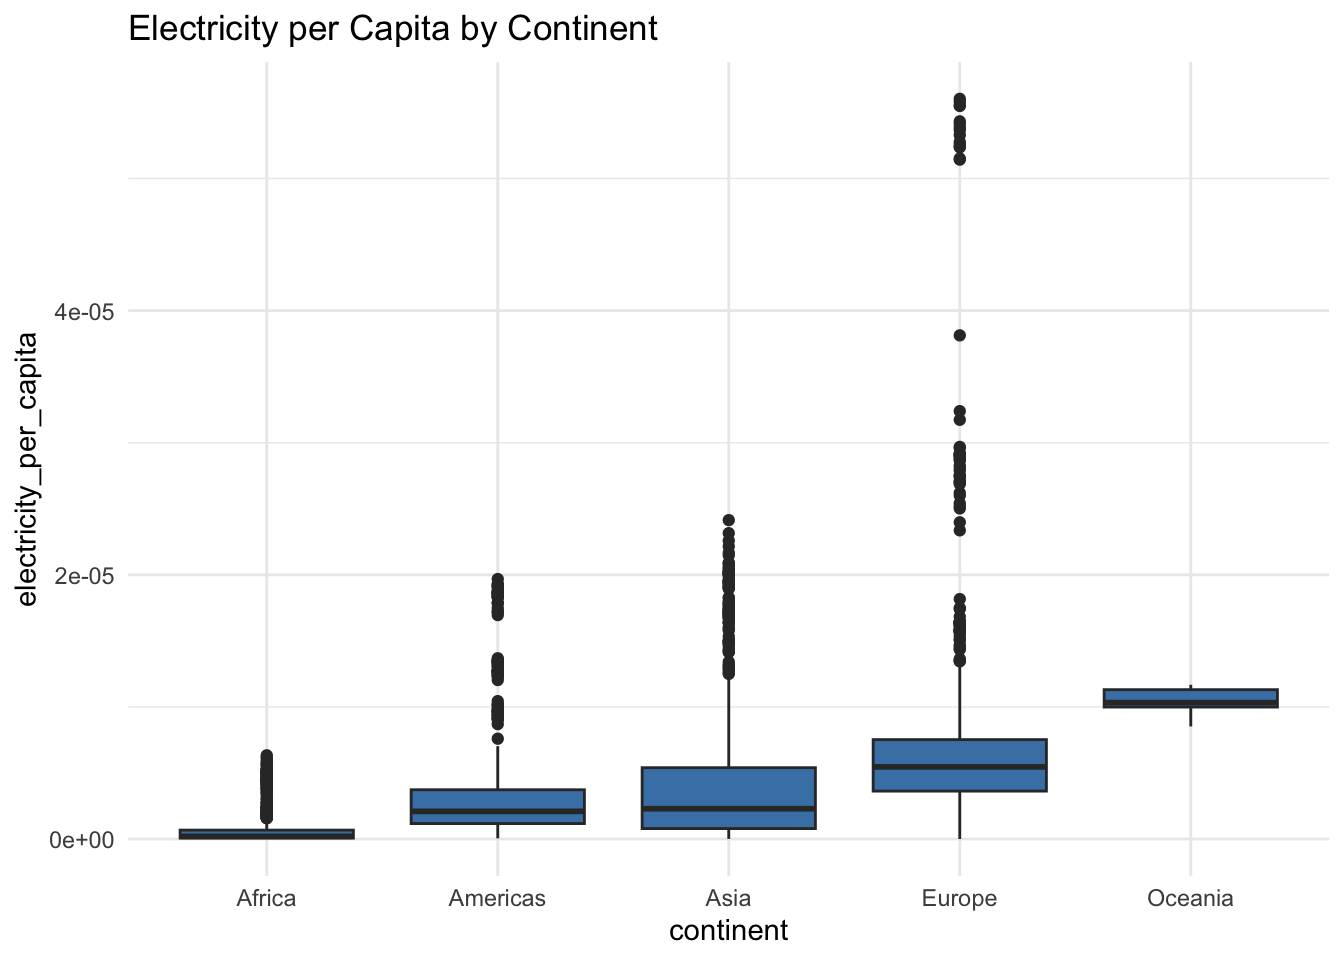 Electricity per Capita by Continent
electricity_per_capita
4e-05
2e-05
0e+00
Africa Americas Asia Europe Oceania
continent